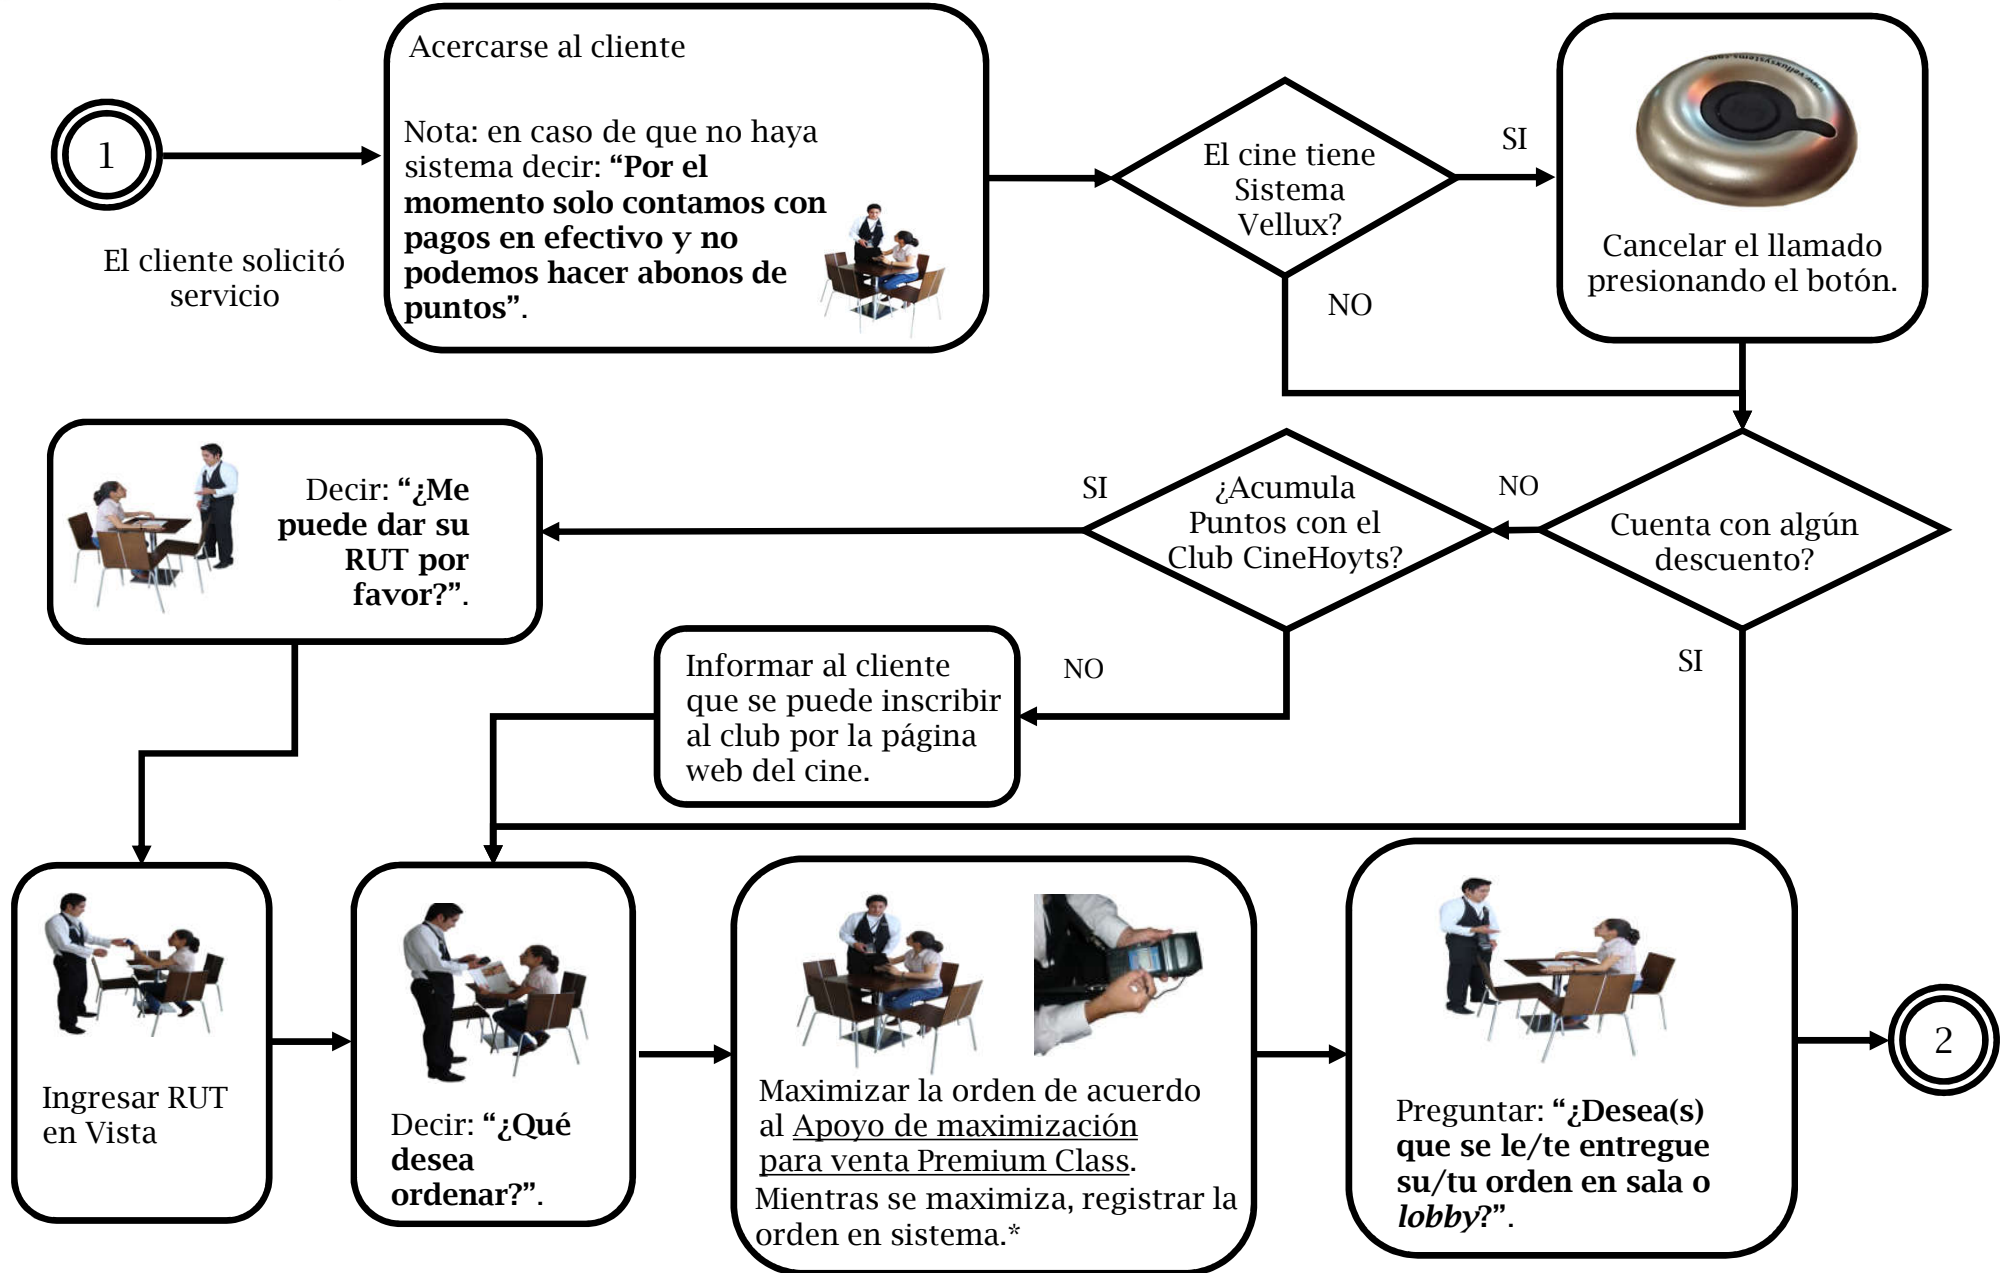 1
El cliente solicitó
servicio
Acercarse al cliente
Nota: en caso de que no haya
sistema decir: “Por el
momento solo contamos con
pagos en efectivo y no
podemos hacer abonos de
puntos”.
El cine tiene
Sistema
Vellux?
SI
NO
www.velluxsystems.com
Cancelar el llamado
presionando el botón.
Cuenta con algún
descuento?
NO
SI
¿Acumula
Puntos con el
Club CineHoyts?
SI
NO
Decir: “¿Me
puede dar su
RUT por
favor?”.
Informar al cliente
que se puede inscribir
al club por la página
web del cine.
Ingresar RUT
en Vista
Decir: “¿Qué
desea
ordenar?”.
Maximizar la orden de acuerdo
al Apoyo de maximización
para venta Premium Class.
Mientras se maximiza, registrar la
orden en sistema.*
Preguntar: “¿Desea(s)
que se le/te entregue
su/tu orden en sala o
lobby?”.
2